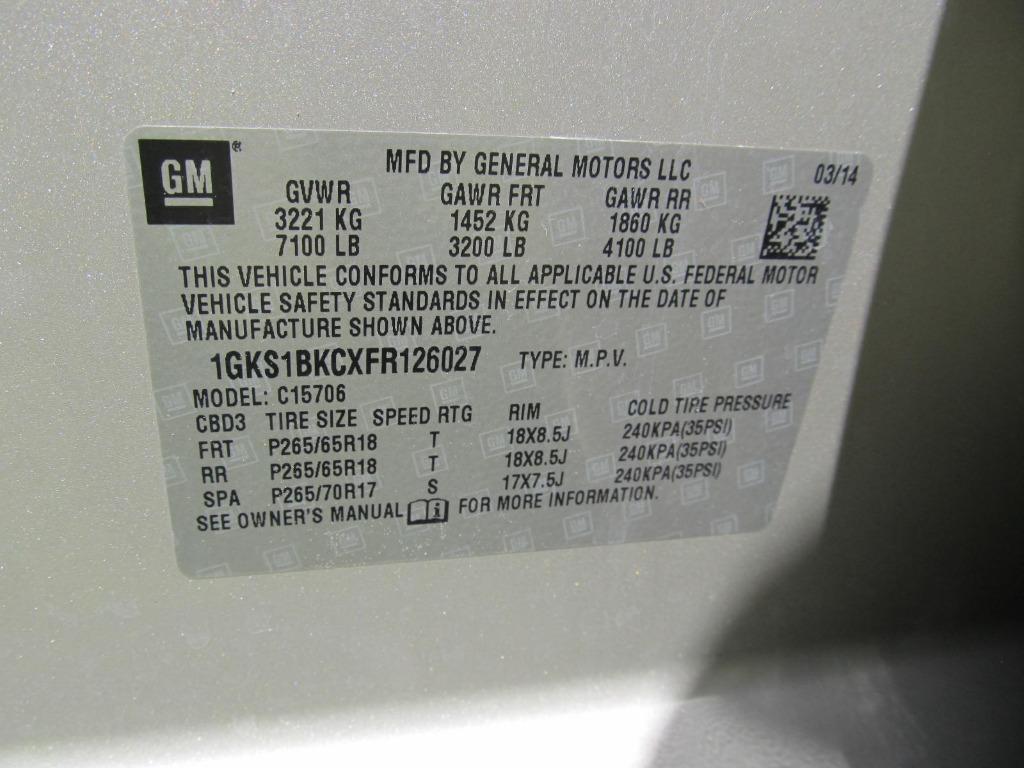 GM®
MFD BY GENERAL MOTORS LLC 03/14
GVWR GAWR FRT GAWR RR
3221 KG 1452 KG 1860 KG
7100 LB 3200 LB 4100 LB
THIS VEHICLE CONFORMS TO ALL APPLICABLE U.S. FEDERAL MOTOR
VEHICLE SAFETY STANDARDS IN EFFECT ON THE DATE OF
MANUFACTURE SHOWN ABOVE.
1GKS1BKCXFR126027 TYPE: M.P.V.
MODEL: C15706
CBD3 TIRE SIZE SPEED RTG RIM COLD TIRE PRESSURE
FRT P265/65R18 T 18X8.5J 240KPA(35PSI)
RR P265/65R18 T 18X8.5J 240KPA(35PSI)
SPA P265/70R17 S 17X7.5J 240KPA(35PSI)
SEE OWNER'S MANUAL FOR MORE INFORMATION.